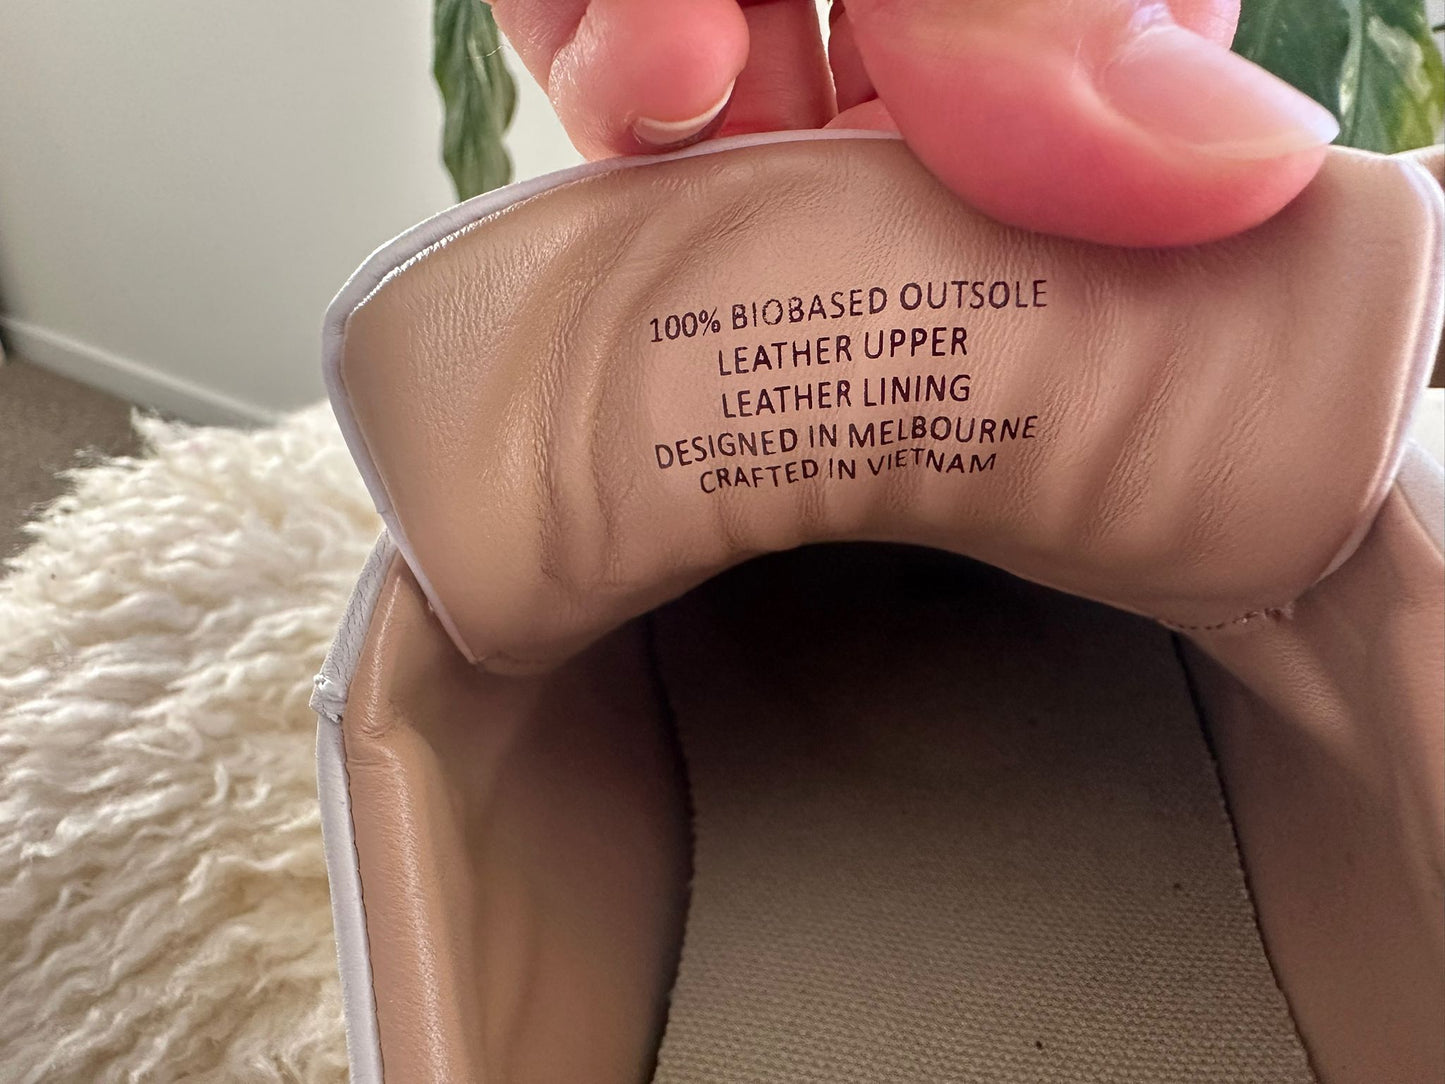 100% BIOBASED OUTSOLE
LEATHER UPPER
LEATHER LINING
DESIGNED IN MELBOURNE
CRAFTED IN VIETNAM